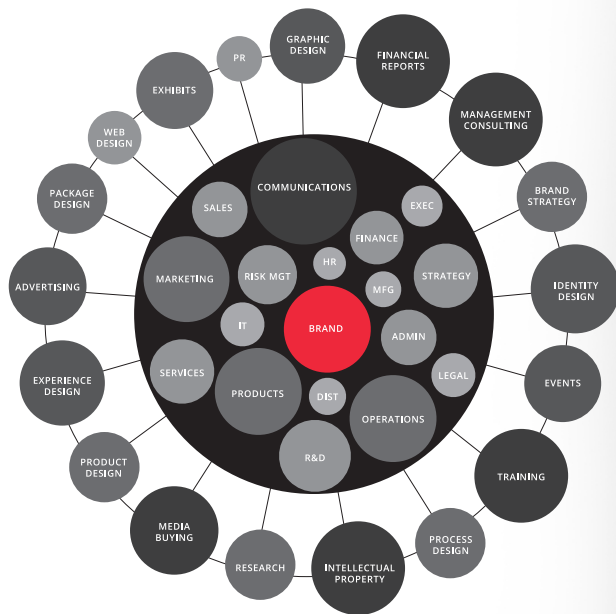 GRAPHIC
DESIGN
PR
FINANCIAL
REPORTS
EXHIBITS
MANAGEMENT
CONSULTING
WEB
DESIGN
BRAND
STRATEGY
PACKAGE
DESIGN
IDENTITY
DESIGN
ADVERTISING
EVENTS
EXPERIENCE
DESIGN
TRAINING
PRODUCT
DESIGN
PROCESS
DESIGN
MEDIA
BUYING
RESEARCH
INTELLECTUAL
PROPERTY
COMMUNICATIONS
SALES
EXEC
FINANCE
HR
MARKETING
RISK MGT
STRATEGY
MFG
IT
BRAND
ADMIN
SERVICES
LEGAL
PRODUCTS
DIST
OPERATIONS
R&D